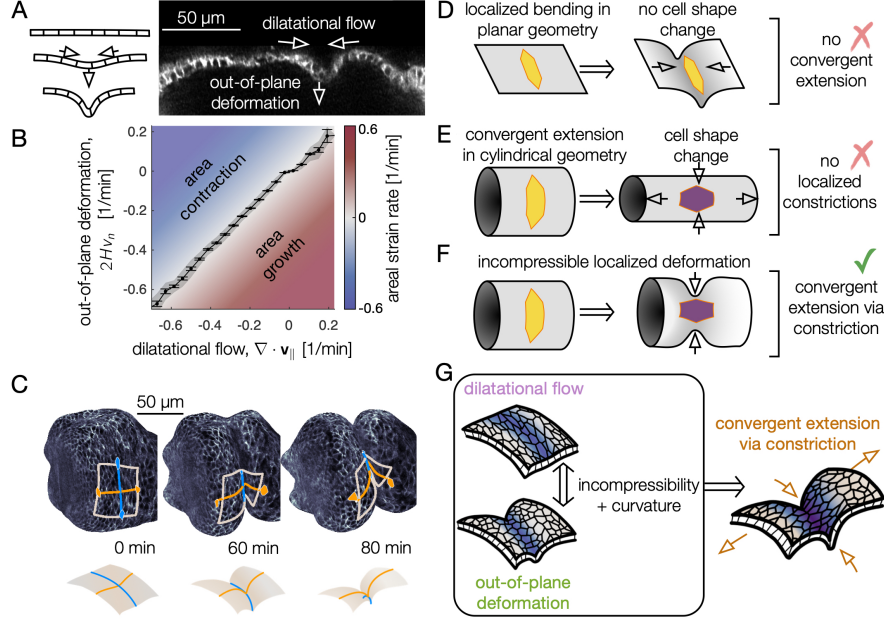 A
50 µm
dilatational flow
out-of-plane
deformation
B
out-of-plane deformation,
2Hvn [1/min]
0.2
0
-0.2
-0.4
-0.6
area
contraction
area
growth
-0.6
-0.4
-0.2
0
0.2
dilatational flow, ∇ · v∥ [1/min]
0.6
0
-0.6
areal strain rate [1/min]
C
50 µm
0 min
60 min
80 min
D
localized bending in
planar geometry
no cell shape
change
no
convergent
extension
E
convergent extension
in cylindrical geometry
cell shape
change
no
localized
constrictions
F
incompressible localized deformation
convergent
extension via
constriction
G
dilatational flow
incompressibility
+ curvature
out-of-plane
deformation
convergent extension
via constriction